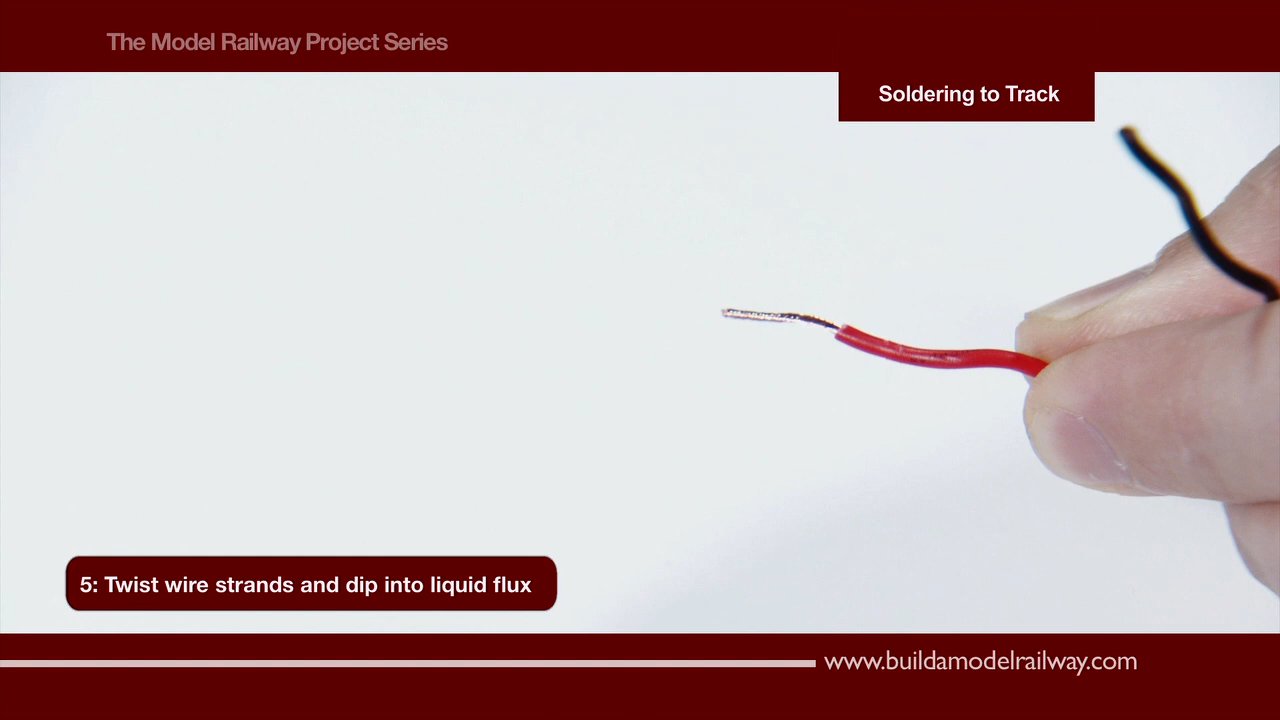 The Model Railway Project Series
Soldering to Track
5: Twist wire strands and dip into liquid flux
www.buildamodelrailway.com